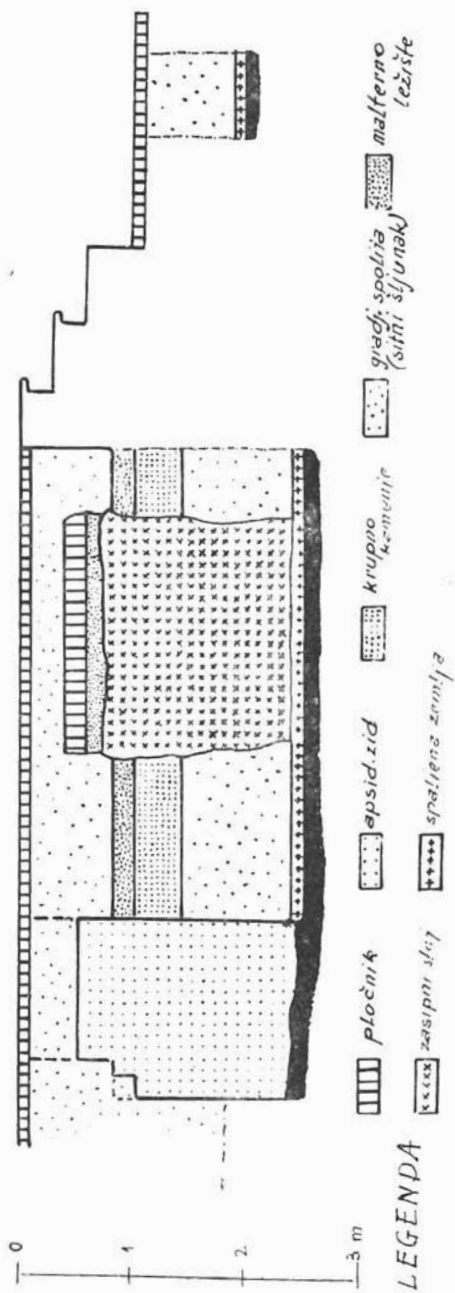 0
1
2
3 m
LEGENDA
pločnik
apsid. zid
krupno
kamenje
gradj. spolija
(sitni šljunak)
malterno
ležište
zasipni sloj
spaljena zemlja